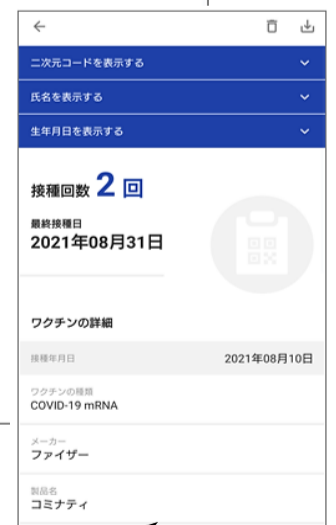 二次元コードを表示する
氏名を表示する
生年月日を表示する
接種回数 2 回
最終接種日
2021年08月31日
ワクチンの詳細
接種年月日 2021年08月10日
ワクチンの種類
COVID-19 mRNA
メーカー
ファイザー
製品名
コミナティ